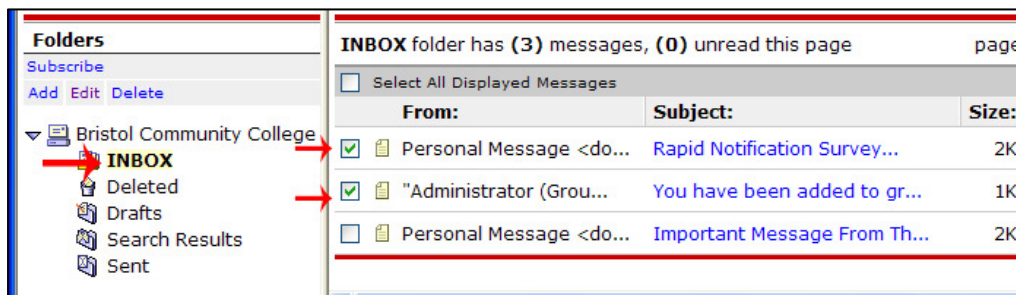 Folders
Subscribe
Add Edit Delete
Bristol Community College
INBOX
Deleted
Drafts
Search Results
Sent
INBOX folder has (3) messages, (0) unread this page page
Select All Displayed Messages
From: Subject: Size:
Personal Message <do... Rapid Notification Survey... 2K
"Administrator (Grou... You have been added to gr... 1K
Personal Message <do... Important Message From Th... 2K